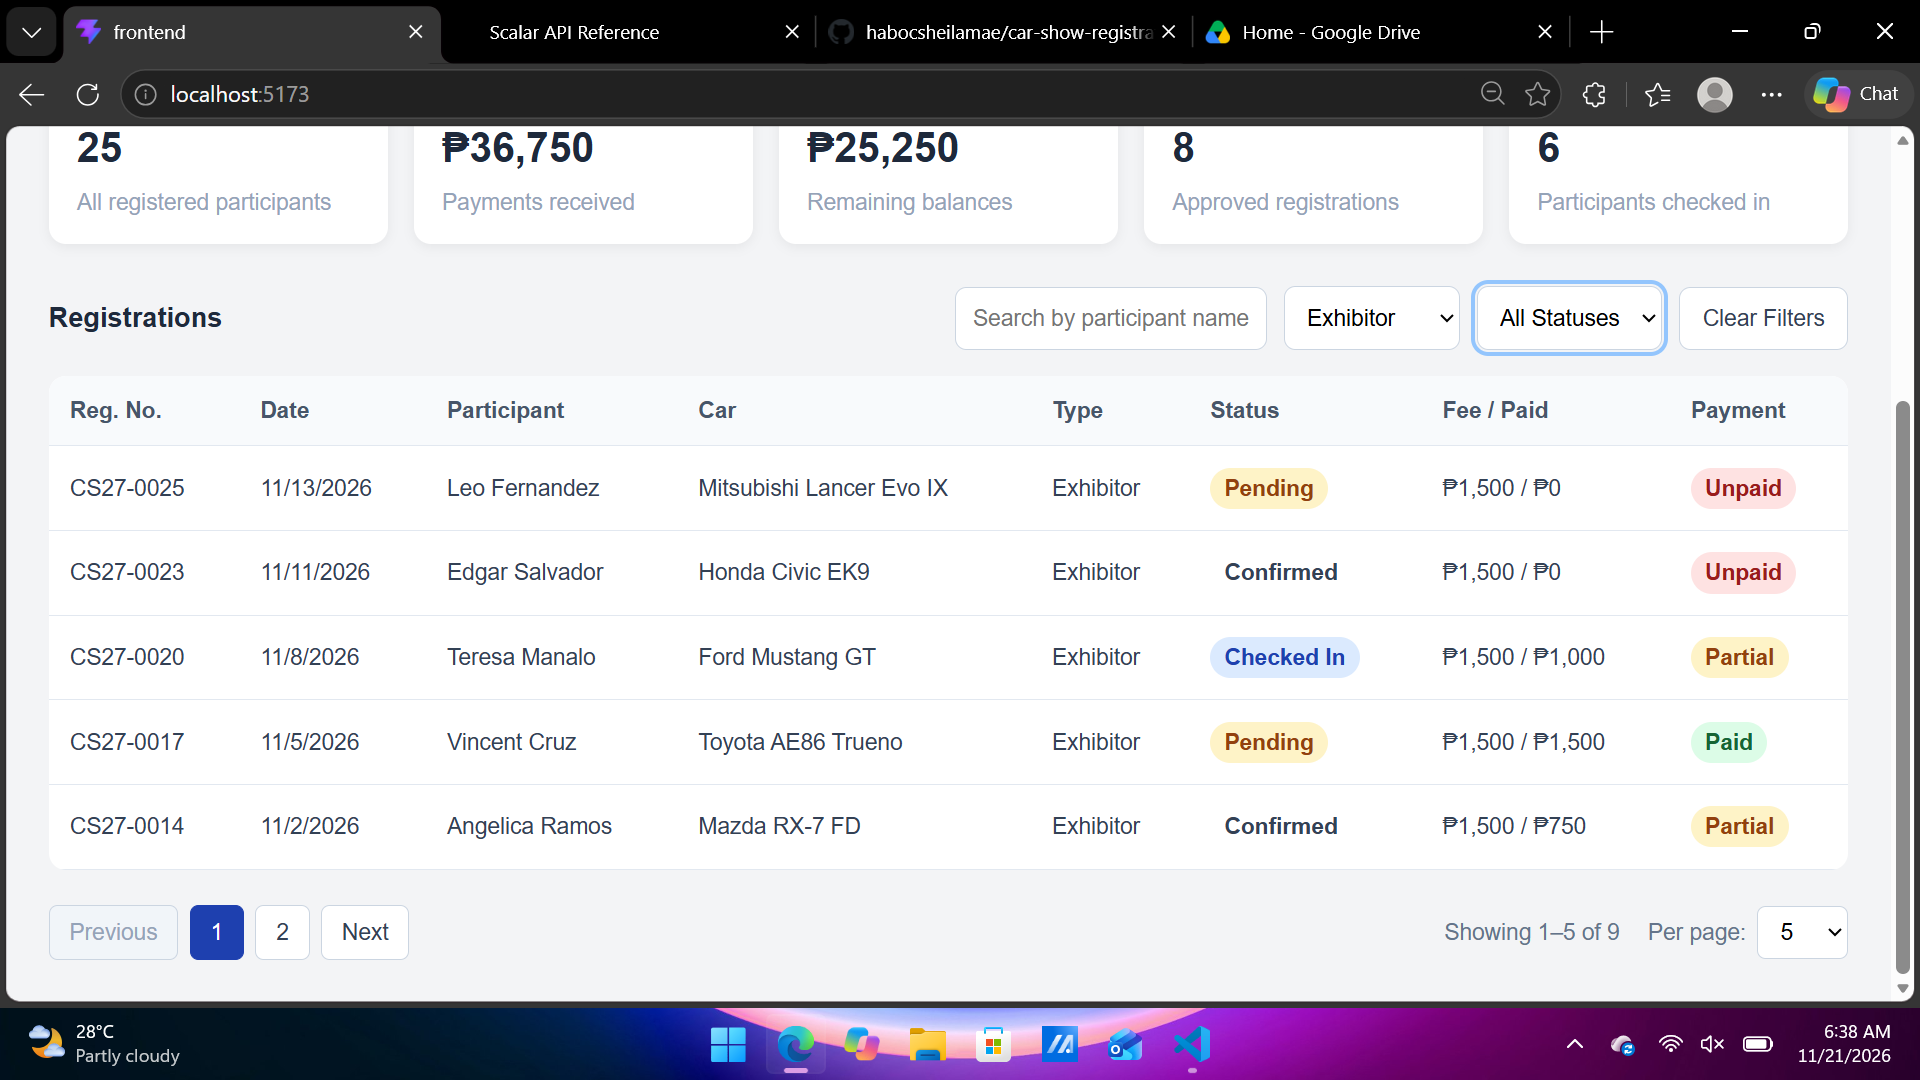 frontend
Scalar API Reference
habocsheilamae/car-show-registra
Home - Google Drive
localhost:5173
Chat
25
₱36,750
₱25,250
8
6
All registered participants
Payments received
Remaining balances
Approved registrations
Participants checked in
Registrations
Search by participant name
Exhibitor
All Statuses
Clear Filters
Reg. No. Date Participant Car Type Status Fee / Paid Payment
CS27-0025 11/13/2026 Leo Fernandez Mitsubishi Lancer Evo IX Exhibitor Pending ₱1,500 / ₱0 Unpaid
CS27-0023 11/11/2026 Edgar Salvador Honda Civic EK9 Exhibitor Confirmed ₱1,500 / ₱0 Unpaid
CS27-0020 11/8/2026 Teresa Manalo Ford Mustang GT Exhibitor Checked In ₱1,500 / ₱1,000 Partial
CS27-0017 11/5/2026 Vincent Cruz Toyota AE86 Trueno Exhibitor Pending ₱1,500 / ₱1,500 Paid
CS27-0014 11/2/2026 Angelica Ramos Mazda RX-7 FD Exhibitor Confirmed ₱1,500 / ₱750 Partial
Previous 1 2 Next
Showing 1–5 of 9 Per page: 5
28°C
Partly cloudy
6:38 AM
11/21/2026